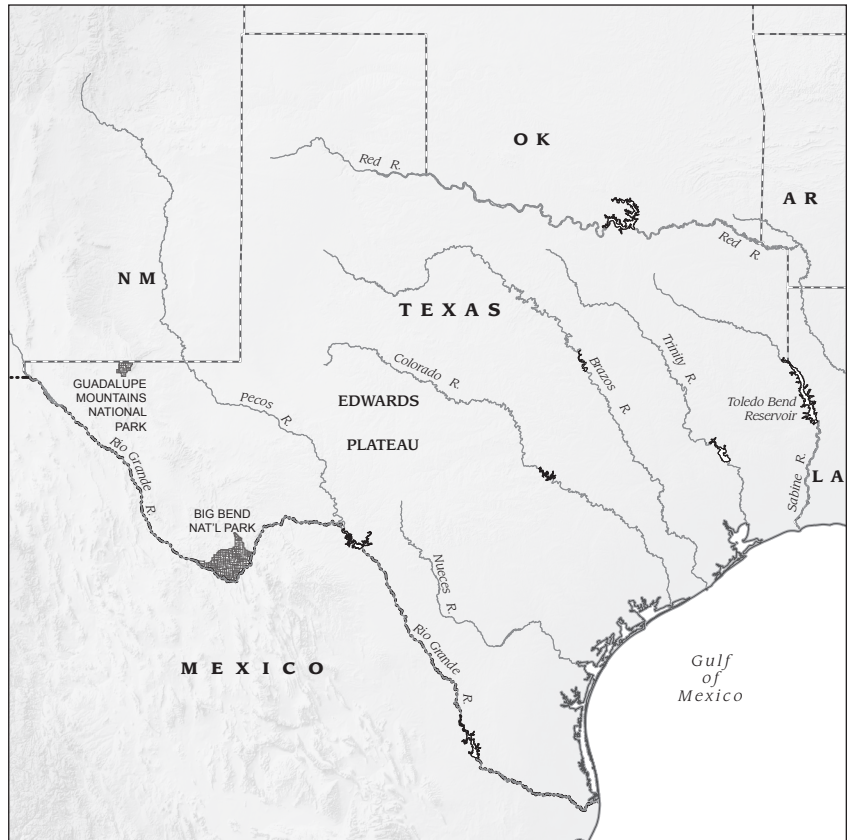 OK
Red R.
AR
Red R.
NM
TEXAS
Trinity R.
Brazos R.
Colorado R.
GUADALUPE
MOUNTAINS
NATIONAL
PARK
Pecos R.
EDWARDS
PLATEAU
Toledo Bend
Reservoir
Rio Grande R.
Sabine R.
LA
BIG BEND
NAT'L PARK
Nueces R.
Rio Grande R.
MEXICO
Gulf
of
Mexico